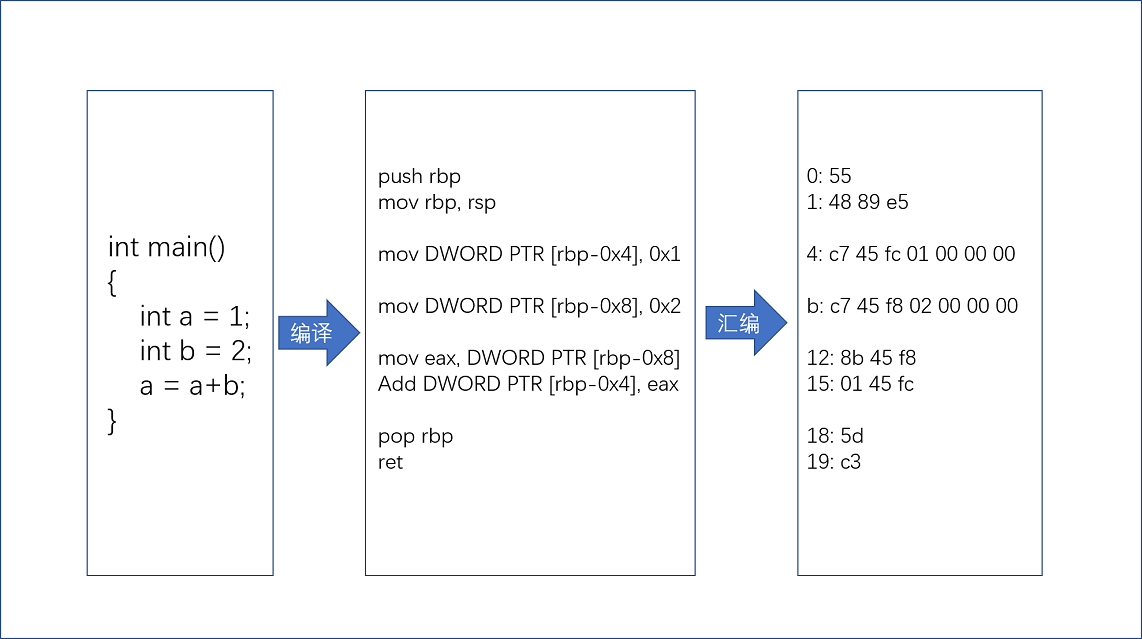 int main()
{
int a = 1;
int b = 2;
a = a+b;
}
编译
push rbp
mov rbp, rsp
mov DWORD PTR [rbp-0x4], 0x1
mov DWORD PTR [rbp-0x8], 0x2
mov eax, DWORD PTR [rbp-0x8]
Add DWORD PTR [rbp-0x4], eax
pop rbp
ret
汇编
0: 55
1: 48 89 e5
4: c7 45 fc 01 00 00 00
b: c7 45 f8 02 00 00 00
12: 8b 45 f8
15: 01 45 fc
18: 5d
19: c3